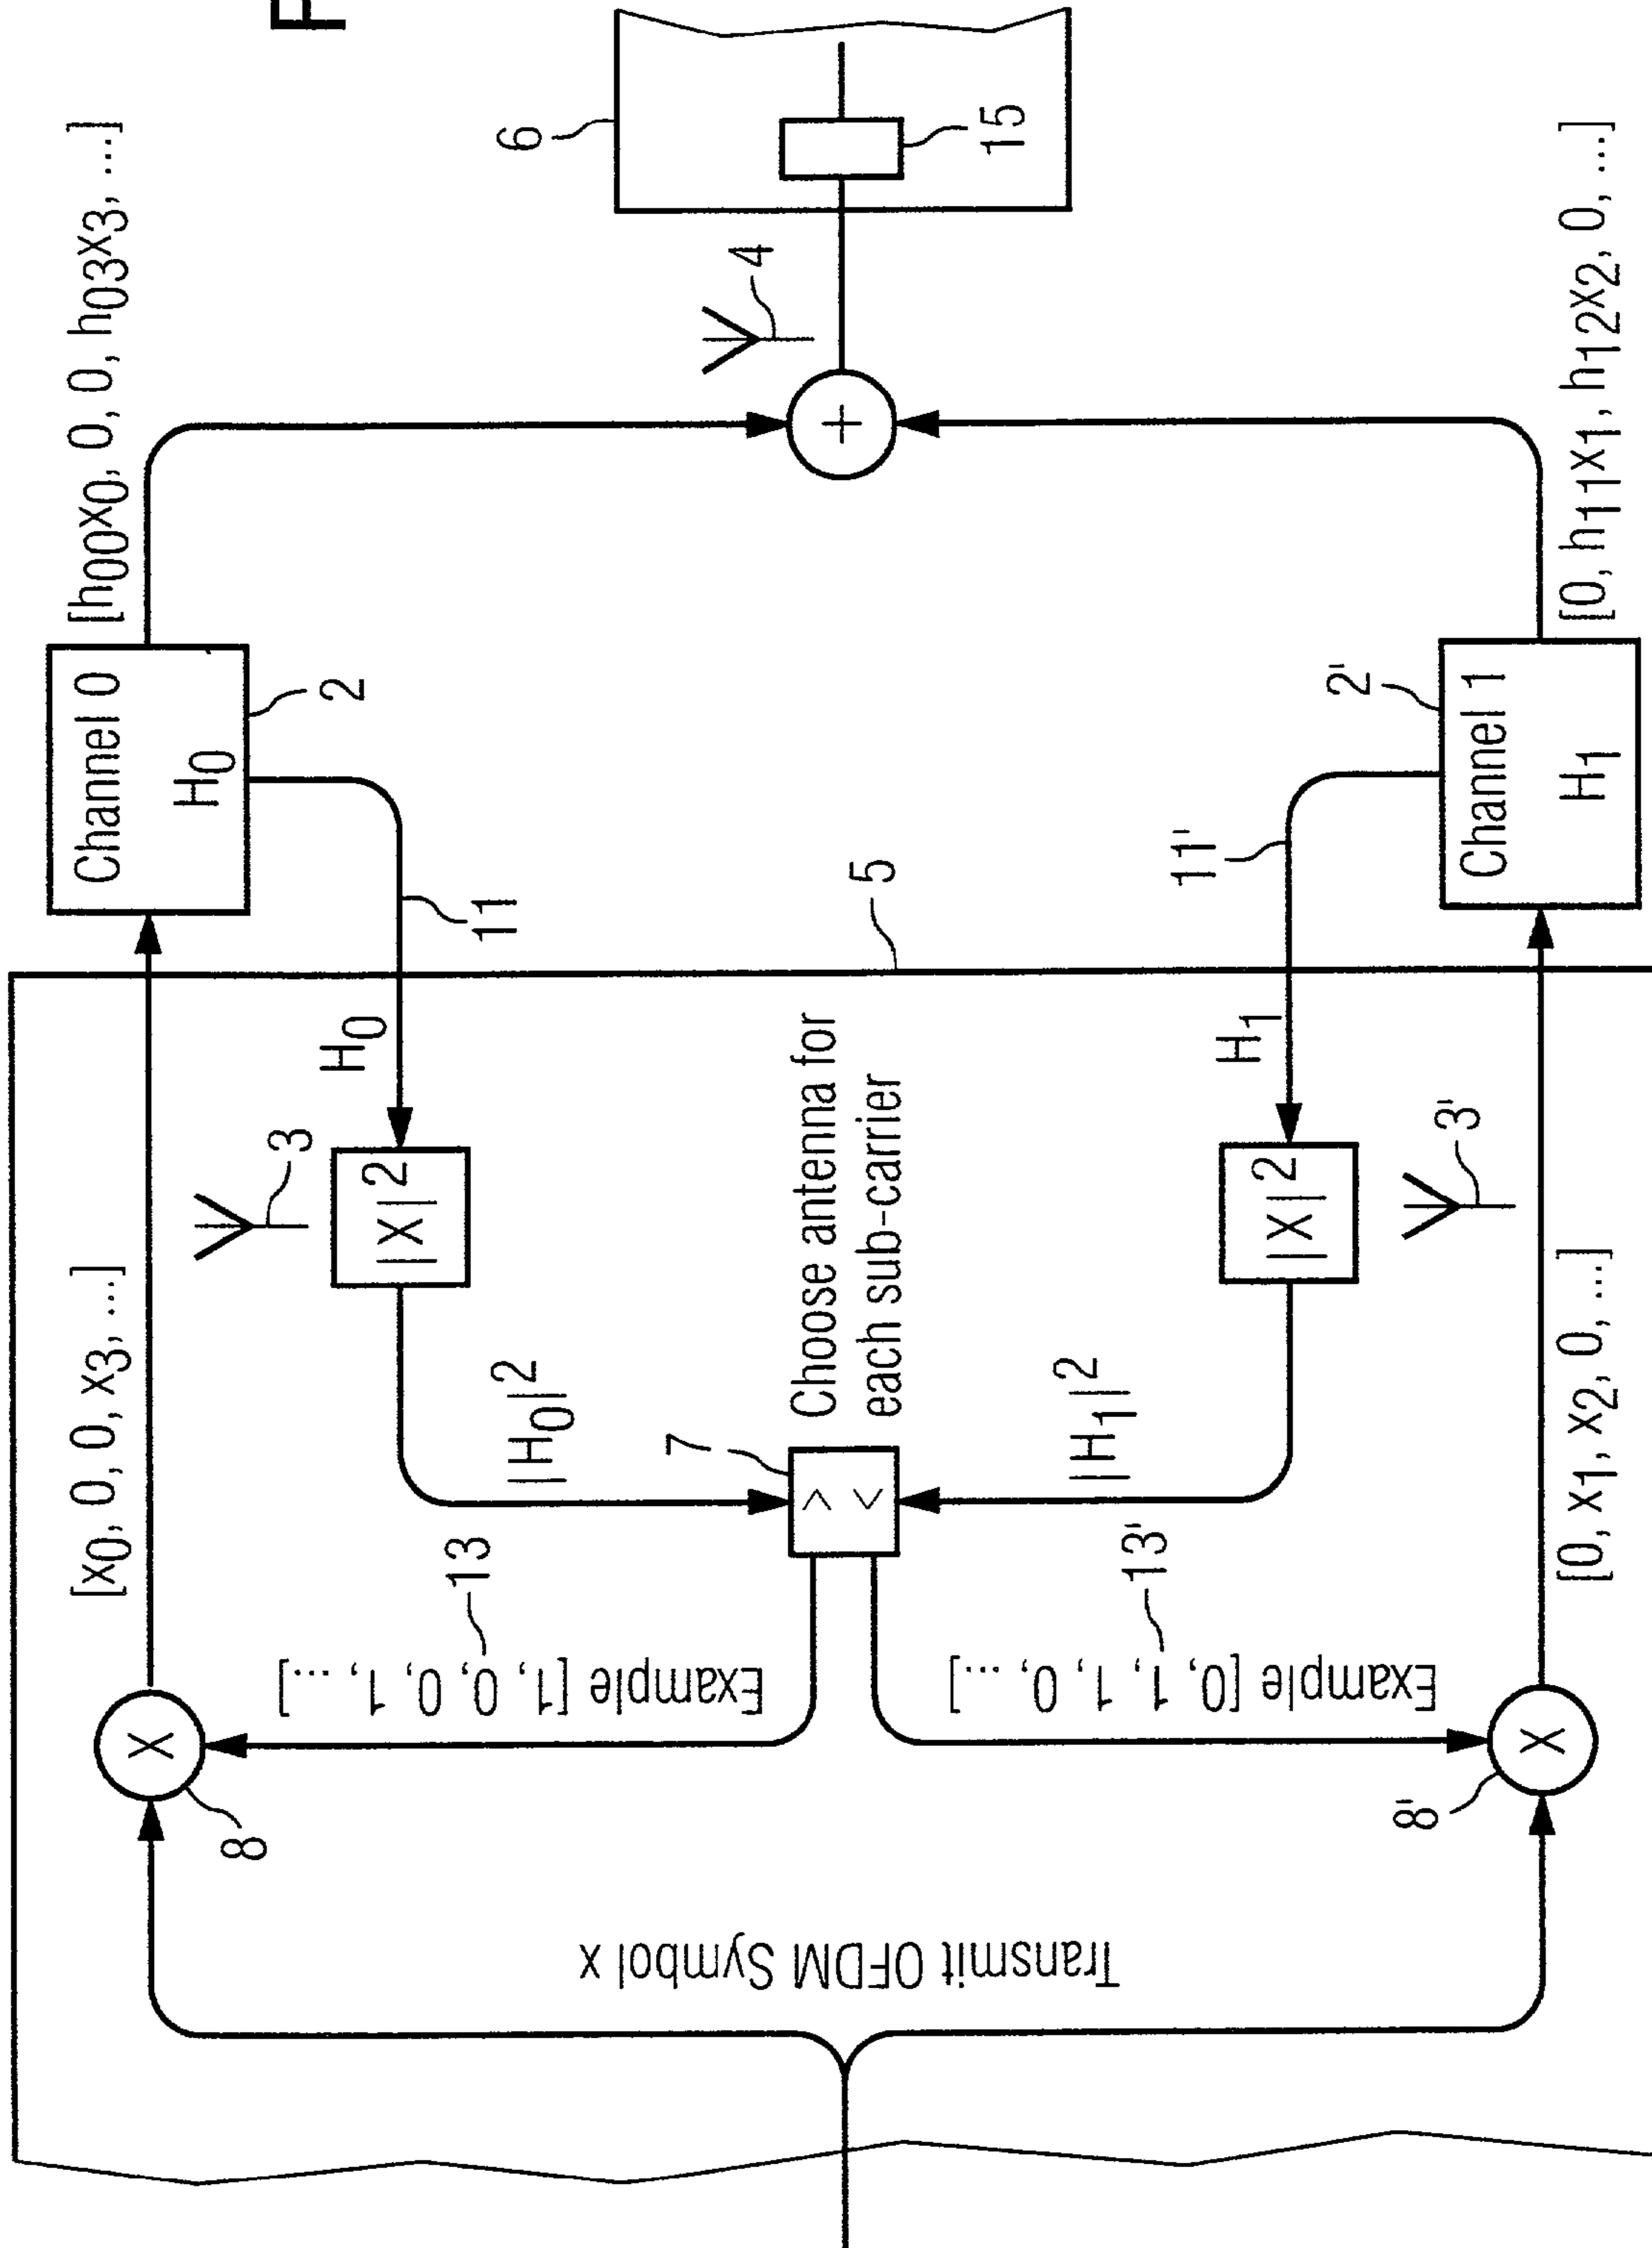 F
Transmit OFDM Symbol x
8
8'
[x0, 0, 0, x3, ...]
X
Example [1, 0, 0, 1, ...]
13
Example [0, 1, 1, 0, ...]
13'
X
[0, x1, x2, 0, ...]
3
|X|²
|H0|²
7
>
<
Choose antenna for
each sub-carrier
|H1|²
|X|²
3'
H0
11
5
H1
11'
Channel 0
H0
2
Channel 1
H1
2'
[h00x0, 0, 0, h03x3, ...]
+
4
[0, h11x1, h12x2, 0, ...]
6
15